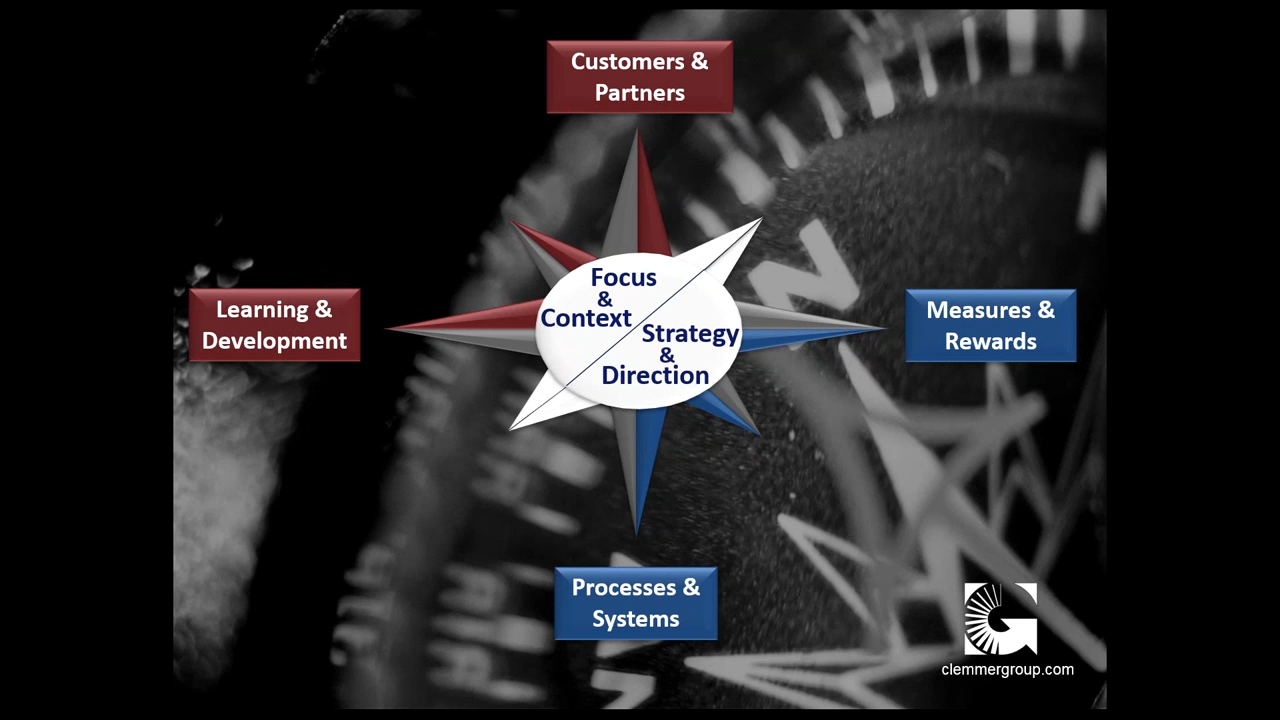 Customers &
Partners
Focus
&
Context
Strategy
&
Direction
Learning &
Development
Measures &
Rewards
Processes &
Systems
N
clemmergroup.com